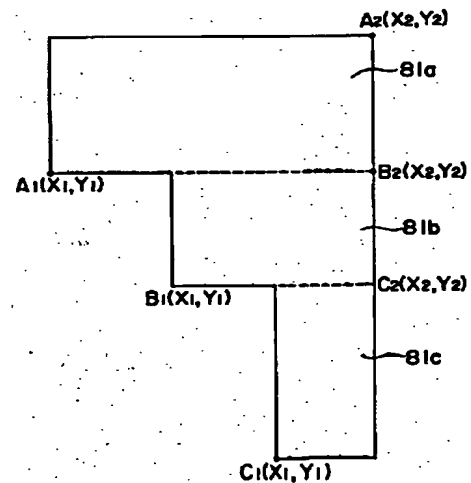 A2(X2,Y2)
81a
A1(X1,Y1)
B2(X2,Y2)
81b
B1(X1,Y1)
C2(X2,Y2)
81c
C1(X1,Y1)